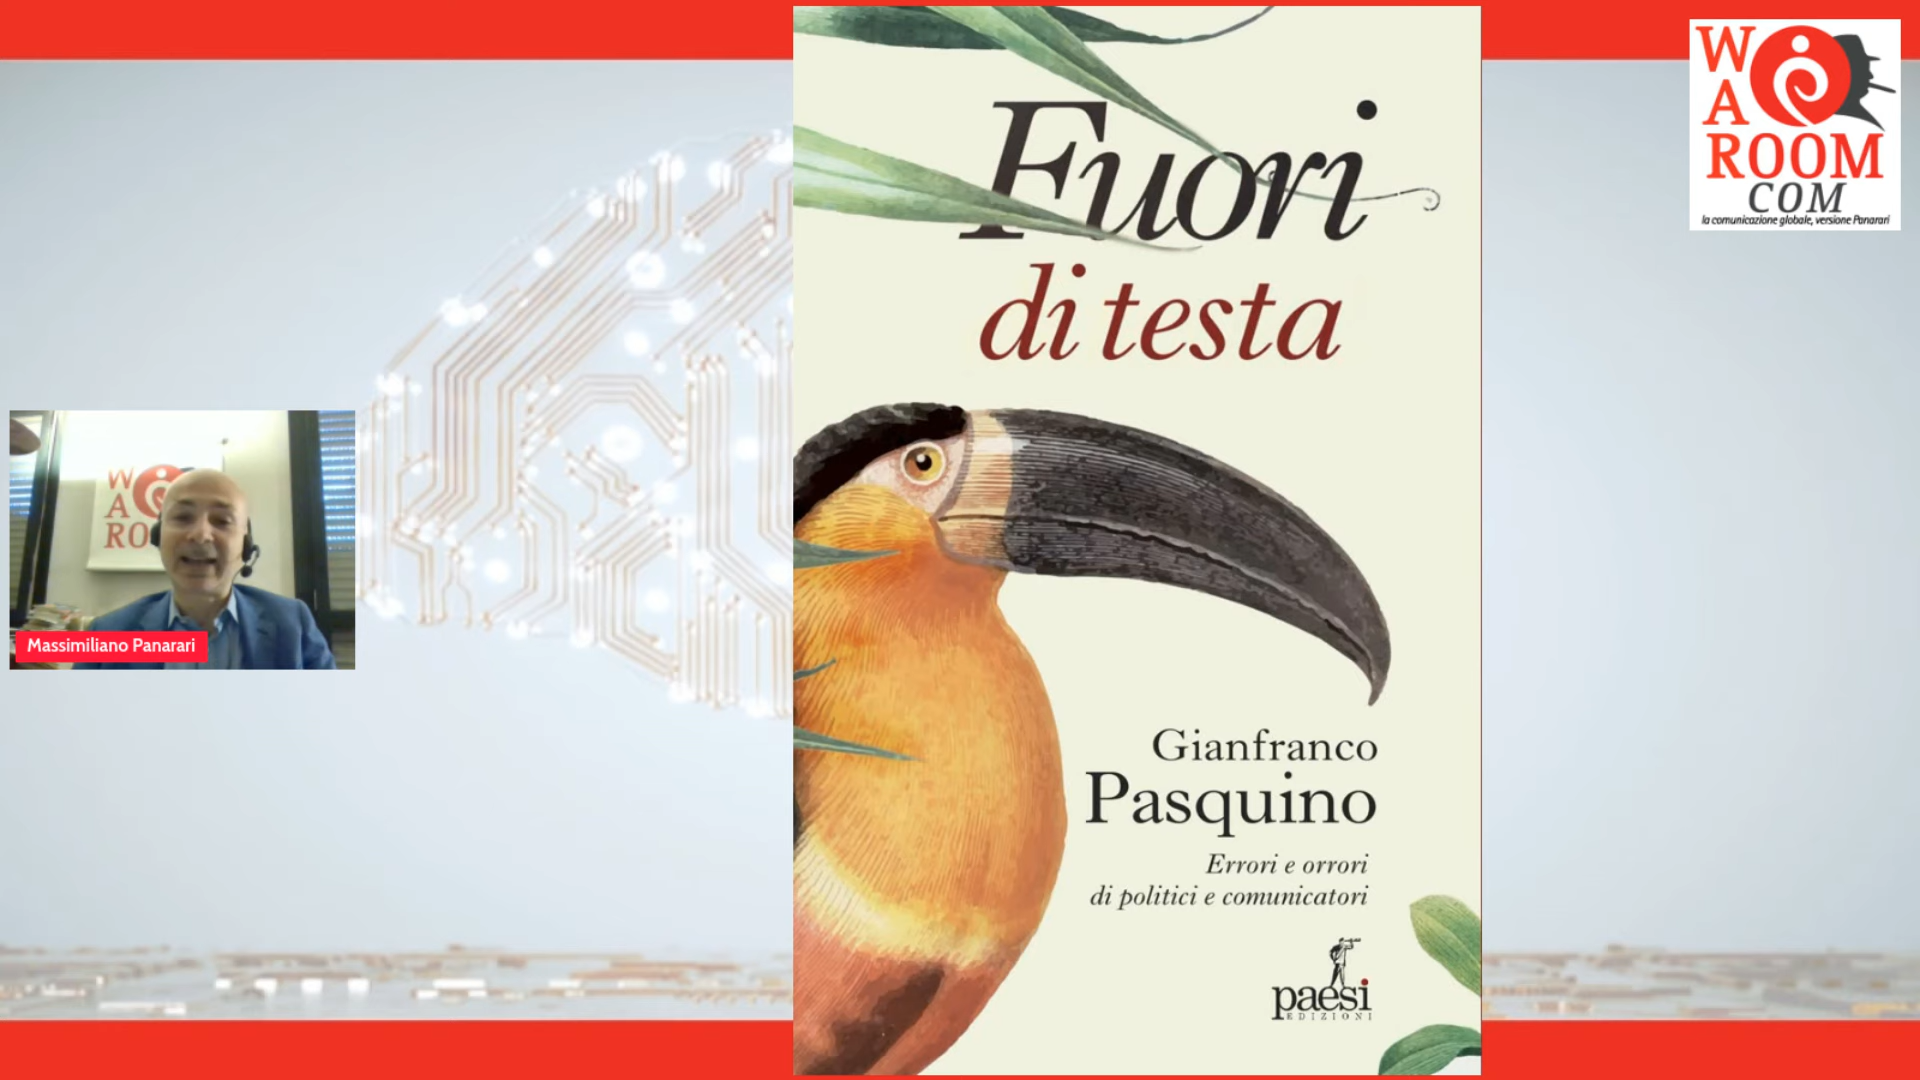 Fuori
di testa
Gianfranco
Pasquino
Errori e orrori
di politici e comunicatori
paesi
EDIZIONI
W
A
ROOM
COM
la comunicazione globale, versione Panarari
W
A
RO
Massimiliano Panarari